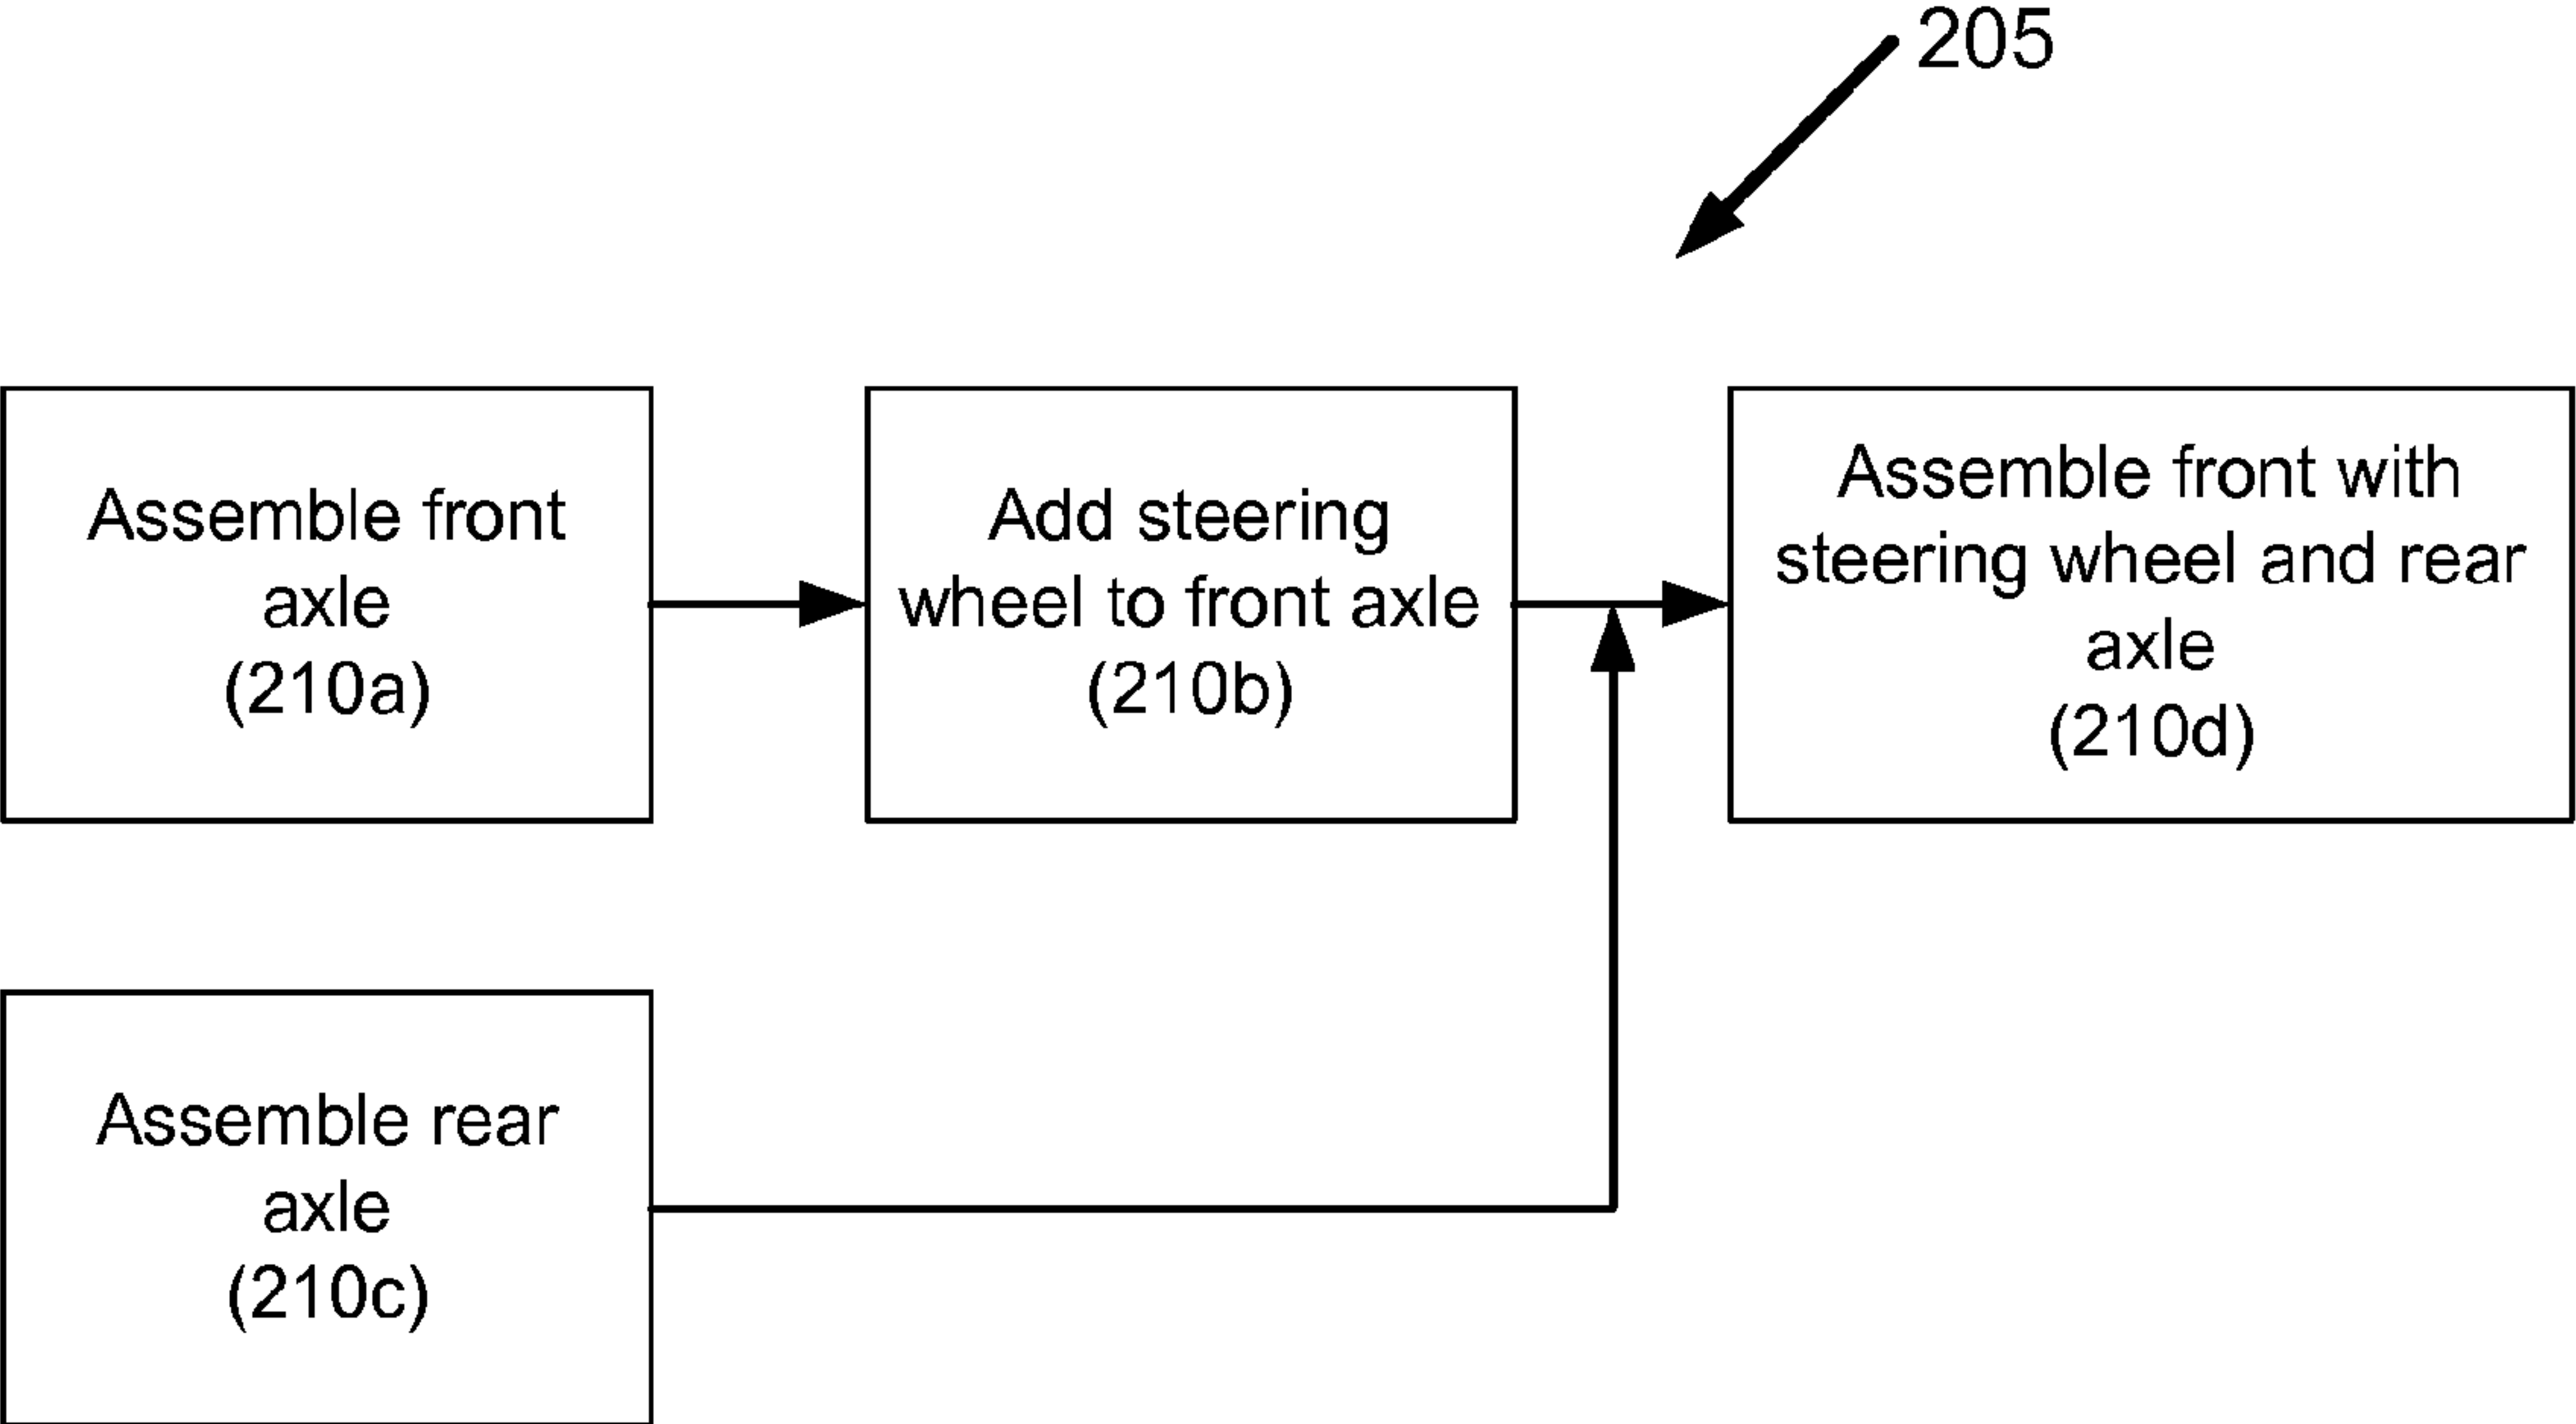 205
Assemble front
axle
(210a)
Add steering
wheel to front axle
(210b)
Assemble front with
steering wheel and rear
axle
(210d)
Assemble rear
axle
(210c)